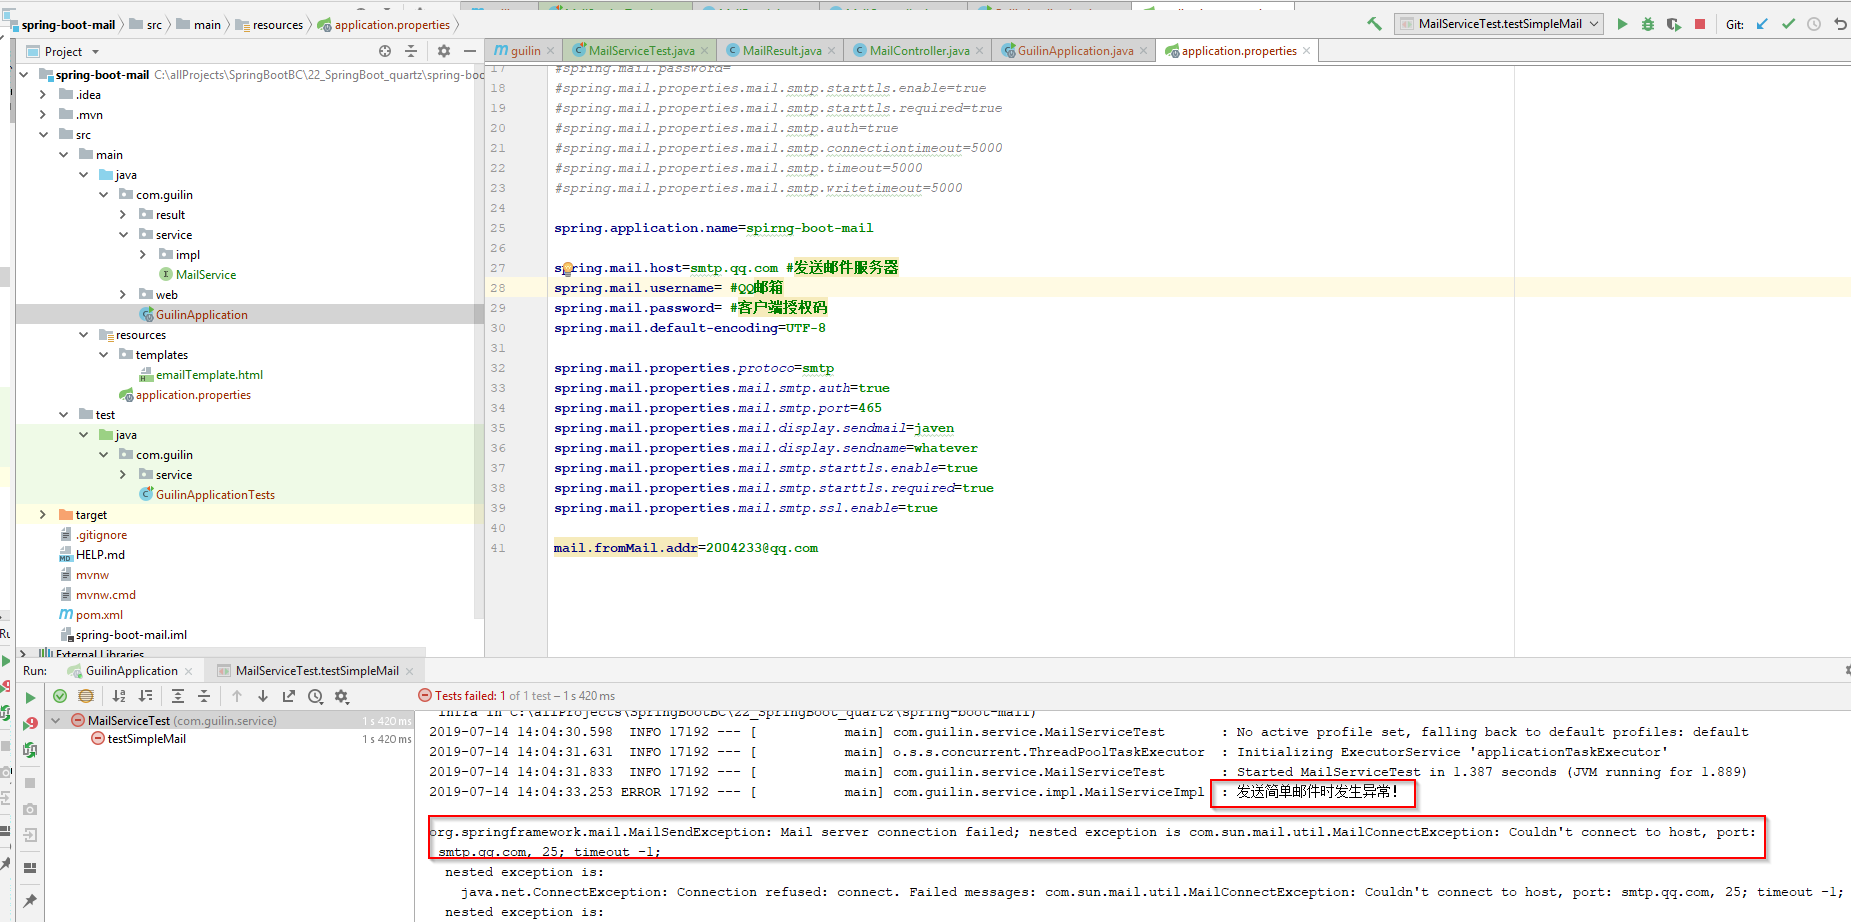 spring-boot-mail src main resources application.properties
MailServiceTest.testSimpleMail Git:
Project
guilin MailServiceTest.java MailResult.java MailController.java GuilinApplication.java application.properties
spring-boot-mail C:\allProjects\SpringBootBC\22_SpringBoot_quartz\spring-boo
.idea
.mvn
src
main
java
com.guilin
result
service
impl
MailService
web
GuilinApplication
resources
templates
emailTemplate.html
application.properties
test
java
com.guilin
service
GuilinApplicationTests
target
.gitignore
HELP.md
mvnw
mvnw.cmd
pom.xml
spring-boot-mail.iml
External Libraries
17 #spring.mail.password=
18 #spring.mail.properties.mail.smtp.starttls.enable=true
19 #spring.mail.properties.mail.smtp.starttls.required=true
20 #spring.mail.properties.mail.smtp.auth=true
21 #spring.mail.properties.mail.smtp.connectiontimeout=5000
22 #spring.mail.properties.mail.smtp.timeout=5000
23 #spring.mail.properties.mail.smtp.writetimeout=5000
24
25 spring.application.name=spirng-boot-mail
26
27 spring.mail.host=smtp.qq.com #发送邮件服务器
28 spring.mail.username= #QQ邮箱
29 spring.mail.password= #客户端授权码
30 spring.mail.default-encoding=UTF-8
31
32 spring.mail.properties.protoco=smtp
33 spring.mail.properties.mail.smtp.auth=true
34 spring.mail.properties.mail.smtp.port=465
35 spring.mail.properties.mail.display.sendmail=javen
36 spring.mail.properties.mail.display.sendname=whatever
37 spring.mail.properties.mail.smtp.starttls.enable=true
38 spring.mail.properties.mail.smtp.starttls.required=true
39 spring.mail.properties.mail.smtp.ssl.enable=true
40
41 mail.fromMail.addr=2004233@qq.com
Run: GuilinApplication MailServiceTest.testSimpleMail
Tests failed: 1 of 1 test – 1 s 420 ms
MailServiceTest (com.guilin.service) 1 s 420 ms
testSimpleMail 1 s 420 ms
infra in C:\allProjects\SpringBootBC\22_SpringBoot_quartz\spring-boot-mail)
2019-07-14 14:04:30.598 INFO 17192 --- [ main] com.guilin.service.MailServiceTest : No active profile set, falling back to default profiles: default
2019-07-14 14:04:31.631 INFO 17192 --- [ main] o.s.s.concurrent.ThreadPoolTaskExecutor : Initializing ExecutorService 'applicationTaskExecutor'
2019-07-14 14:04:31.833 INFO 17192 --- [ main] com.guilin.service.MailServiceTest : Started MailServiceTest in 1.387 seconds (JVM running for 1.889)
2019-07-14 14:04:33.253 ERROR 17192 --- [ main] com.guilin.service.impl.MailServiceImpl : 发送简单邮件时发生异常!
org.springframework.mail.MailSendException: Mail server connection failed; nested exception is com.sun.mail.util.MailConnectException: Couldn't connect to host, port:
smtp.qq.com, 25; timeout -1;
nested exception is:
java.net.ConnectException: Connection refused: connect. Failed messages: com.sun.mail.util.MailConnectException: Couldn't connect to host, port: smtp.qq.com, 25; timeout -1;
nested exception is: